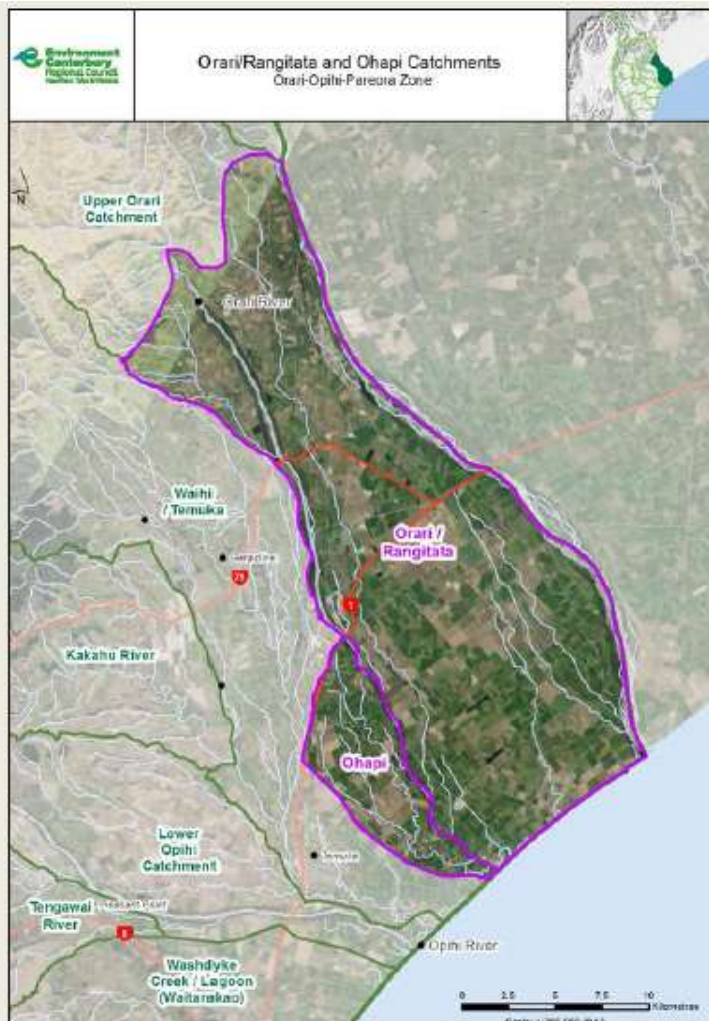 Environment
Canterbury
Regional Council
Orari/Rangitata and Ohapi Catchments
Orari-Opihi-Pareora Zone
N
Upper Orari
Catchment
Orari River
Waihi
/ Temuka
Geraldine
79
Orari /
Rangitata
1
Kakahu River
Ohapi
Lower
Opihi
Catchment
Temuka
Tengawai
River
Pleasant Point
8
Opihi River
Washdyke
Creek / Lagoon
(Waitarakao)
0 2.5 5 7.5 10
Kilometres